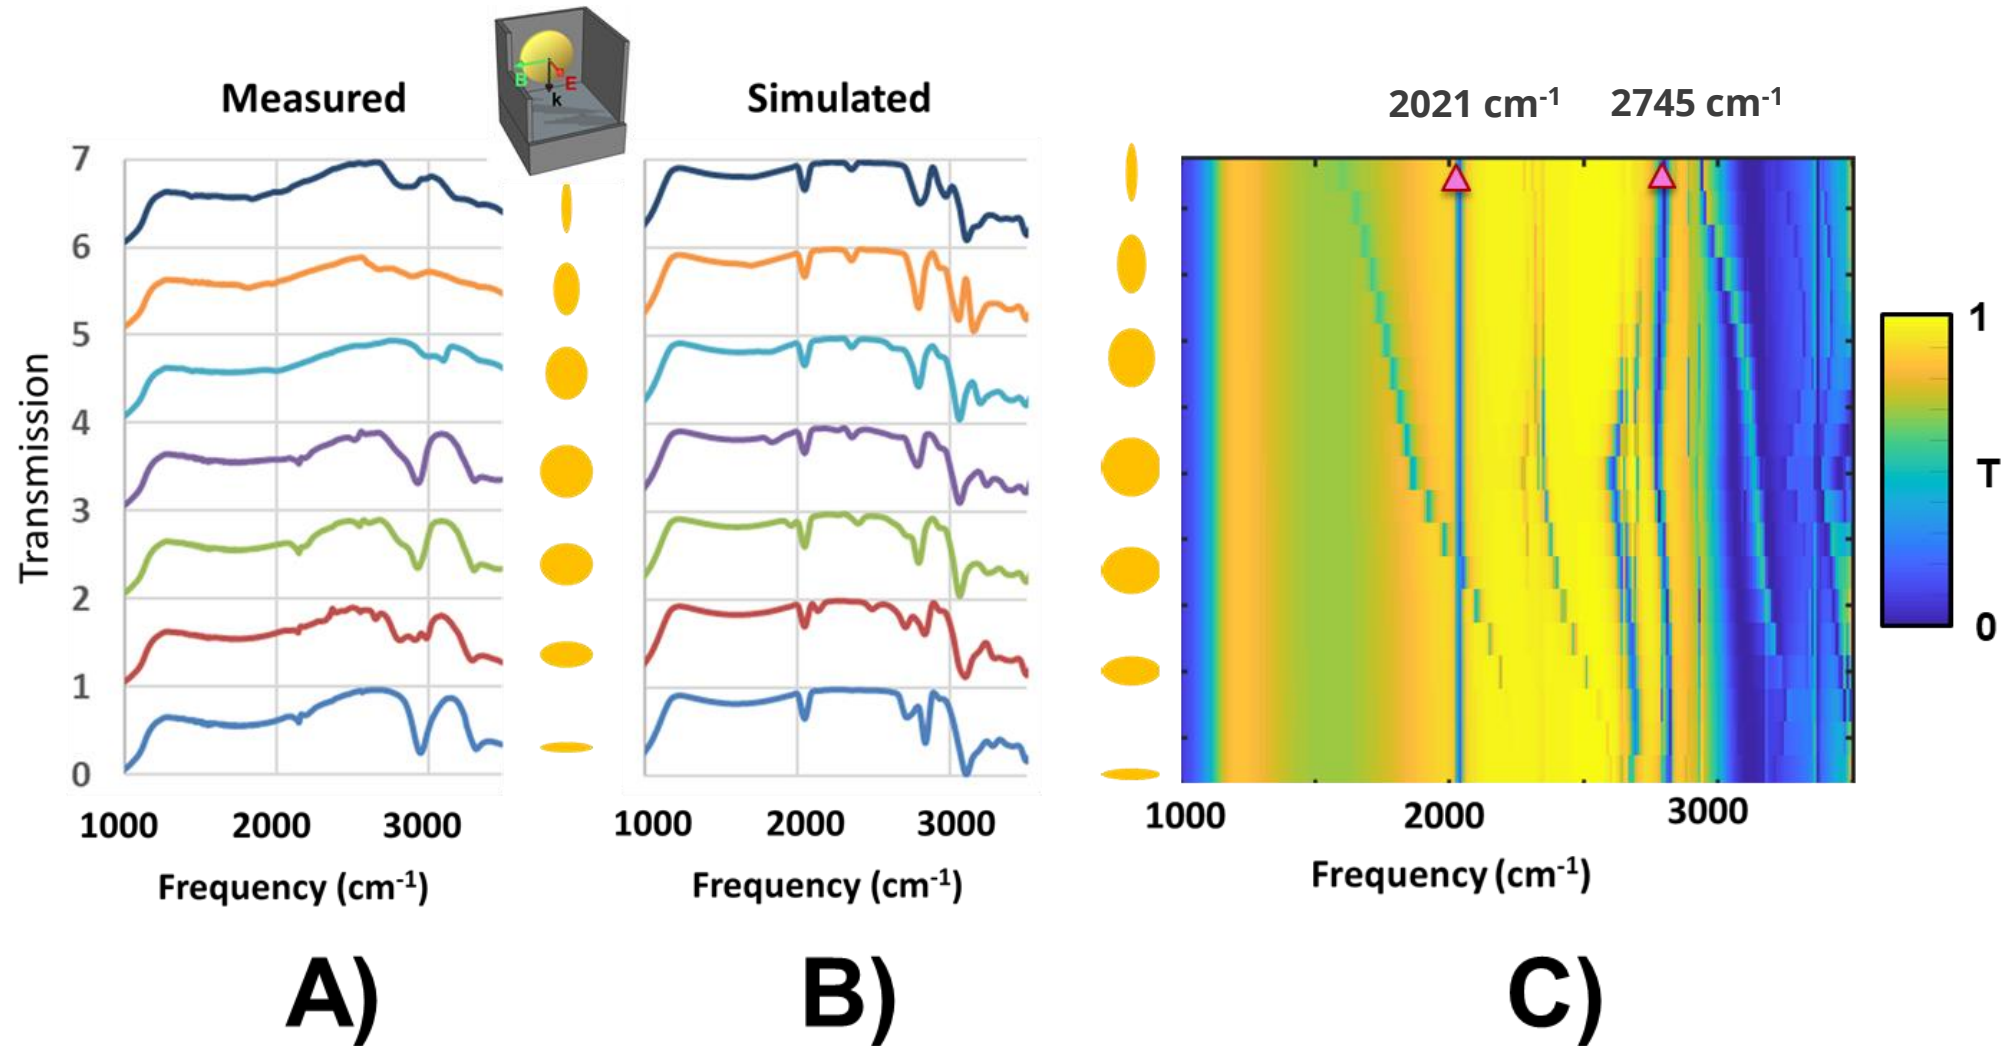 Measured
B
E
k
Simulated
2021 cm-1
2745 cm-1
Transmission
7
6
5
4
3
2
1
0
1000 2000 3000
Frequency (cm-1)
1000 2000 3000
Frequency (cm-1)
1000 2000 3000
Frequency (cm-1)
1
T
0
A)
B)
C)